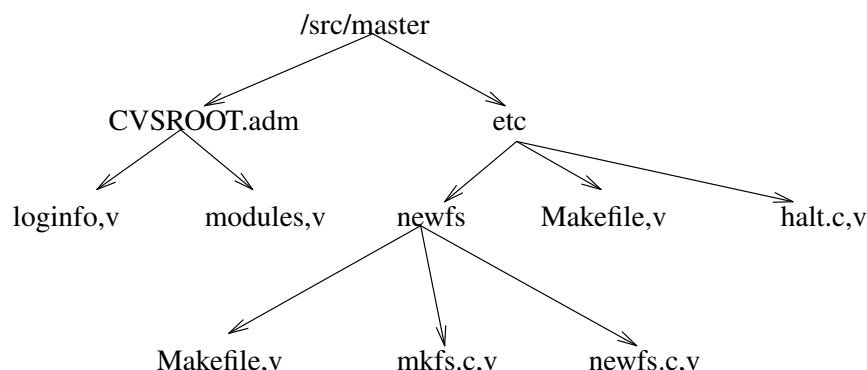 /src/master
CVSROOT.adm etc
loginfo,v modules,v newfs Makefile,v halt.c,v
Makefile,v mkfs.c,v newfs.c,v